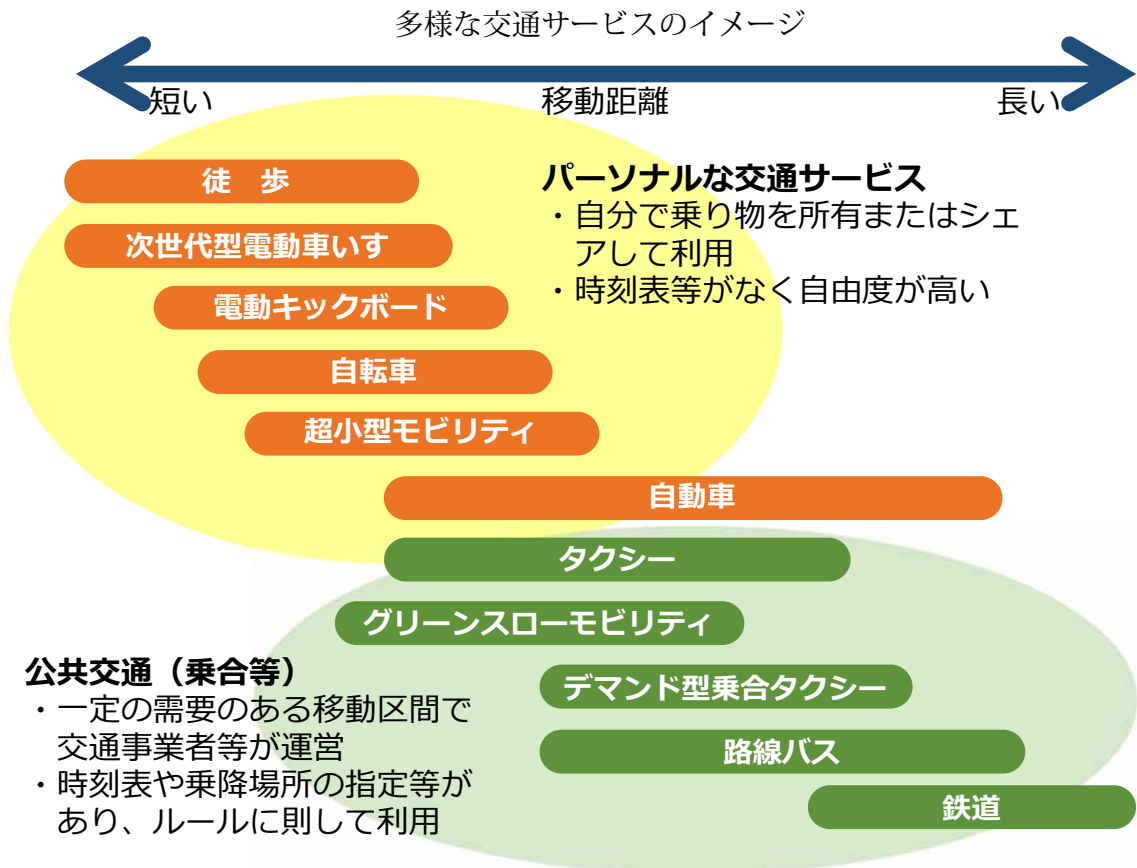 多様な交通サービスのイメージ
短い 移動距離 長い
徒　歩
次世代型電動車いす
電動キックボード
自転車
超小型モビリティ
自動車
パーソナルな交通サービス
・自分で乗り物を所有またはシェ
アして利用
・時刻表等がなく自由度が高い
タクシー
グリーンスローモビリティ
デマンド型乗合タクシー
路線バス
鉄道
公共交通（乗合等）
・一定の需要のある移動区間で
交通事業者等が運営
・時刻表や乗降場所の指定等が
あり、ルールに則して利用